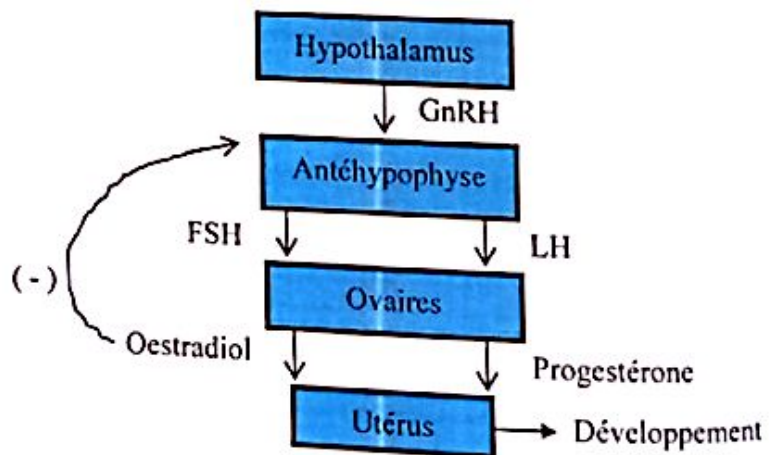 Hypothalamus
GnRH
Antéhypophyse
FSH
LH
(-)
Ovaires
Oestradiol
Progestérone
Utérus
Développement